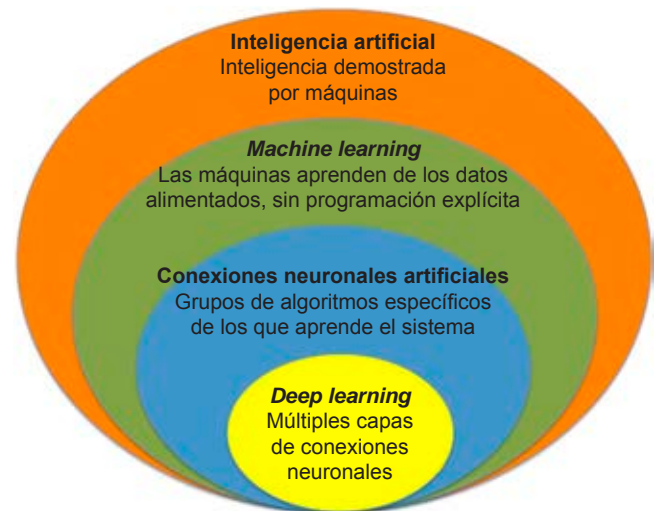 Inteligencia artificial
Inteligencia demostrada
por máquinas
Machine learning
Las máquinas aprenden de los datos
alimentados, sin programación explícita
Conexiones neuronales artificiales
Grupos de algoritmos específicos
de los que aprende el sistema
Deep learning
Múltiples capas
de conexiones
neuronales